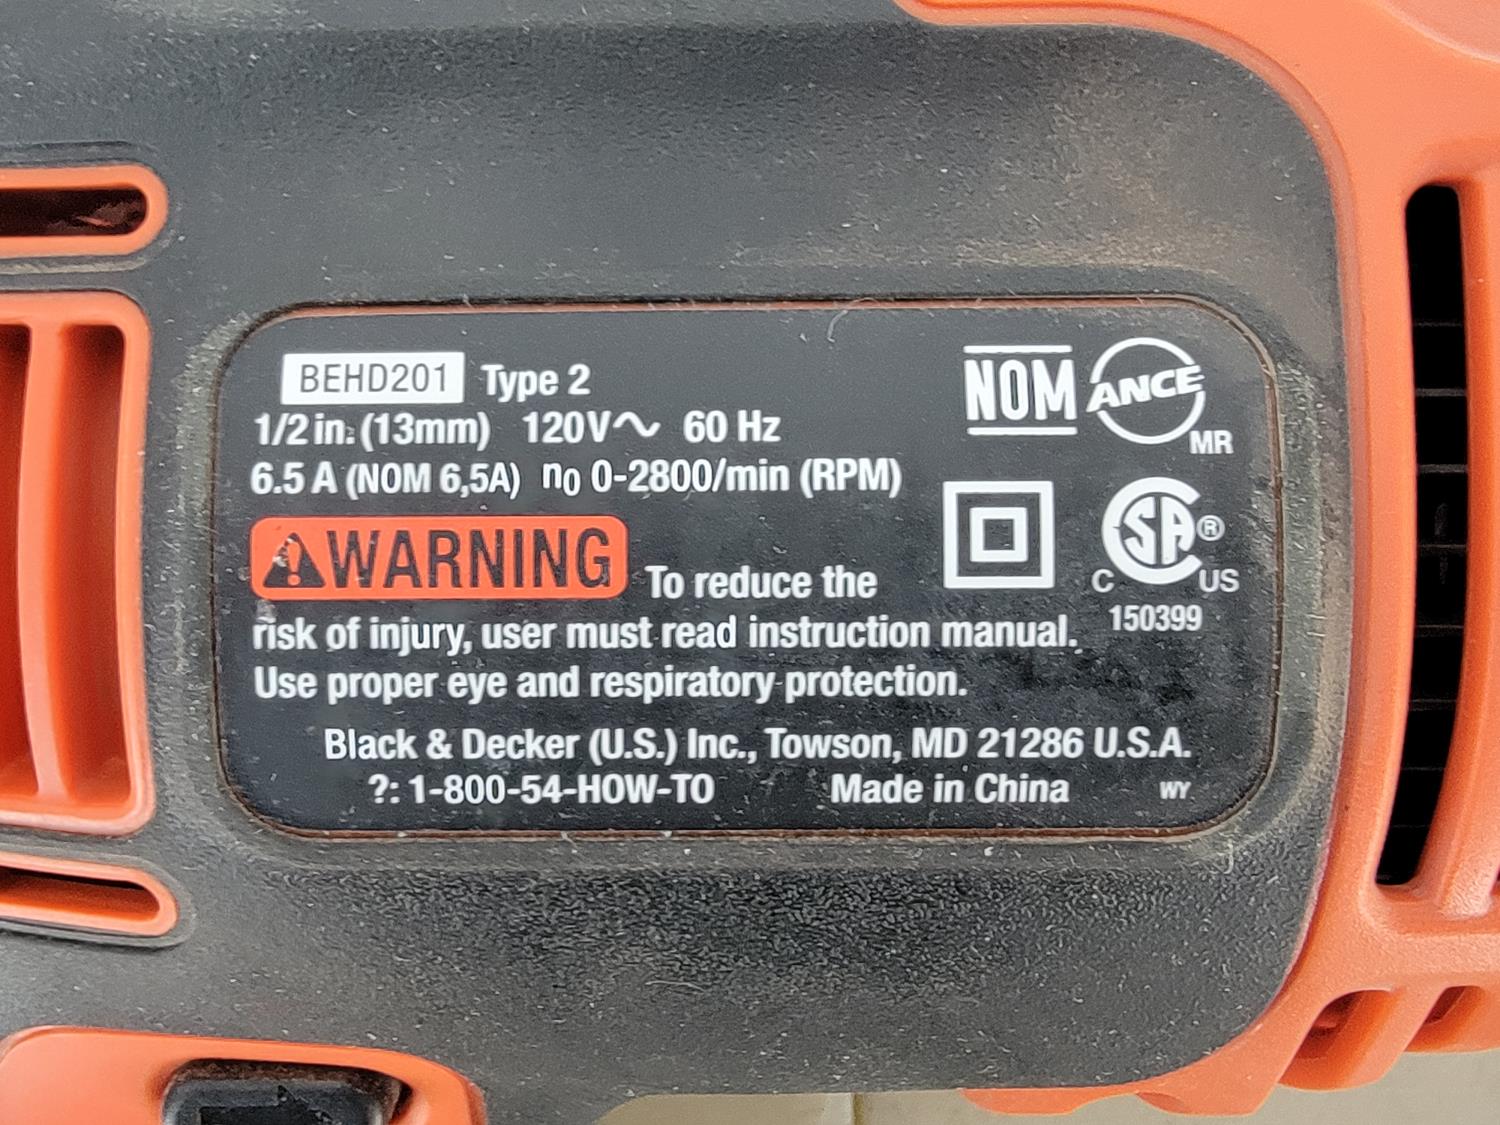 BEHD201 Type 2
1/2 in. (13mm) 120V~ 60 Hz
6.5 A (NOM 6,5A) n0 0-2800/min (RPM)
NOM ANCE
MR
SA®
C US
150399
WARNING To reduce the
risk of injury, user must read instruction manual.
Use proper eye and respiratory protection.
Black & Decker (U.S.) Inc., Towson, MD 21286 U.S.A.
?: 1-800-54-HOW-TO Made in China WY